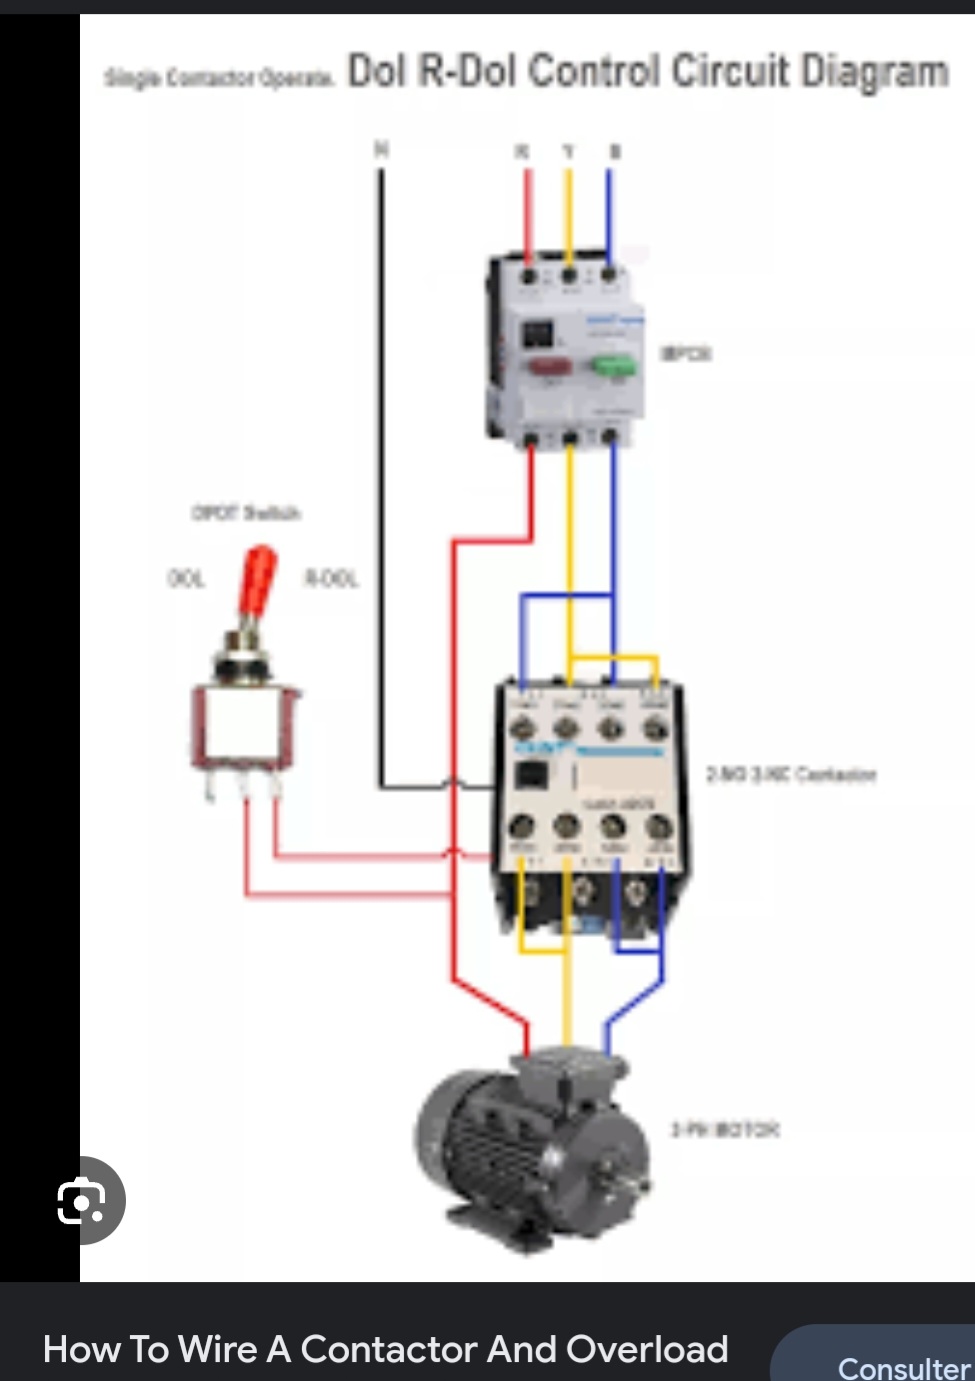 Single Contactor Operate. Dol R-Dol Control Circuit Diagram
N R Y B
MPCB
DPDT Switch
DOL R-DOL
2-NO 2-NC Contactor
3-PH MOTOR
How To Wire A Contactor And Overload
Consulter